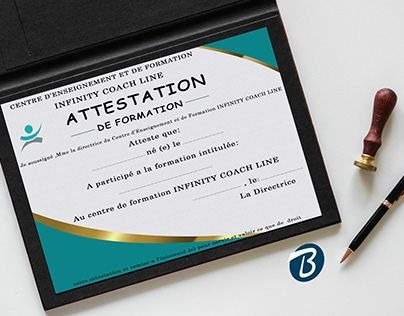 CENTRE D'ENSEIGNEMENT ET DE FORMATION
INFINITY COACH LINE
ATTESTATION
DE FORMATION
Je soussigné ,Mme la directrice du Centre d'Enseignement et de Formation INFINITY COACH LINE
Atteste que:
né (e) le
A participé a la formation intitulée:
Au centre de formation INFINITY COACH LINE
, le:
La Directrice
cette attestation et remise a l'interessé (e) pour servir et valoir ce que de droit
B